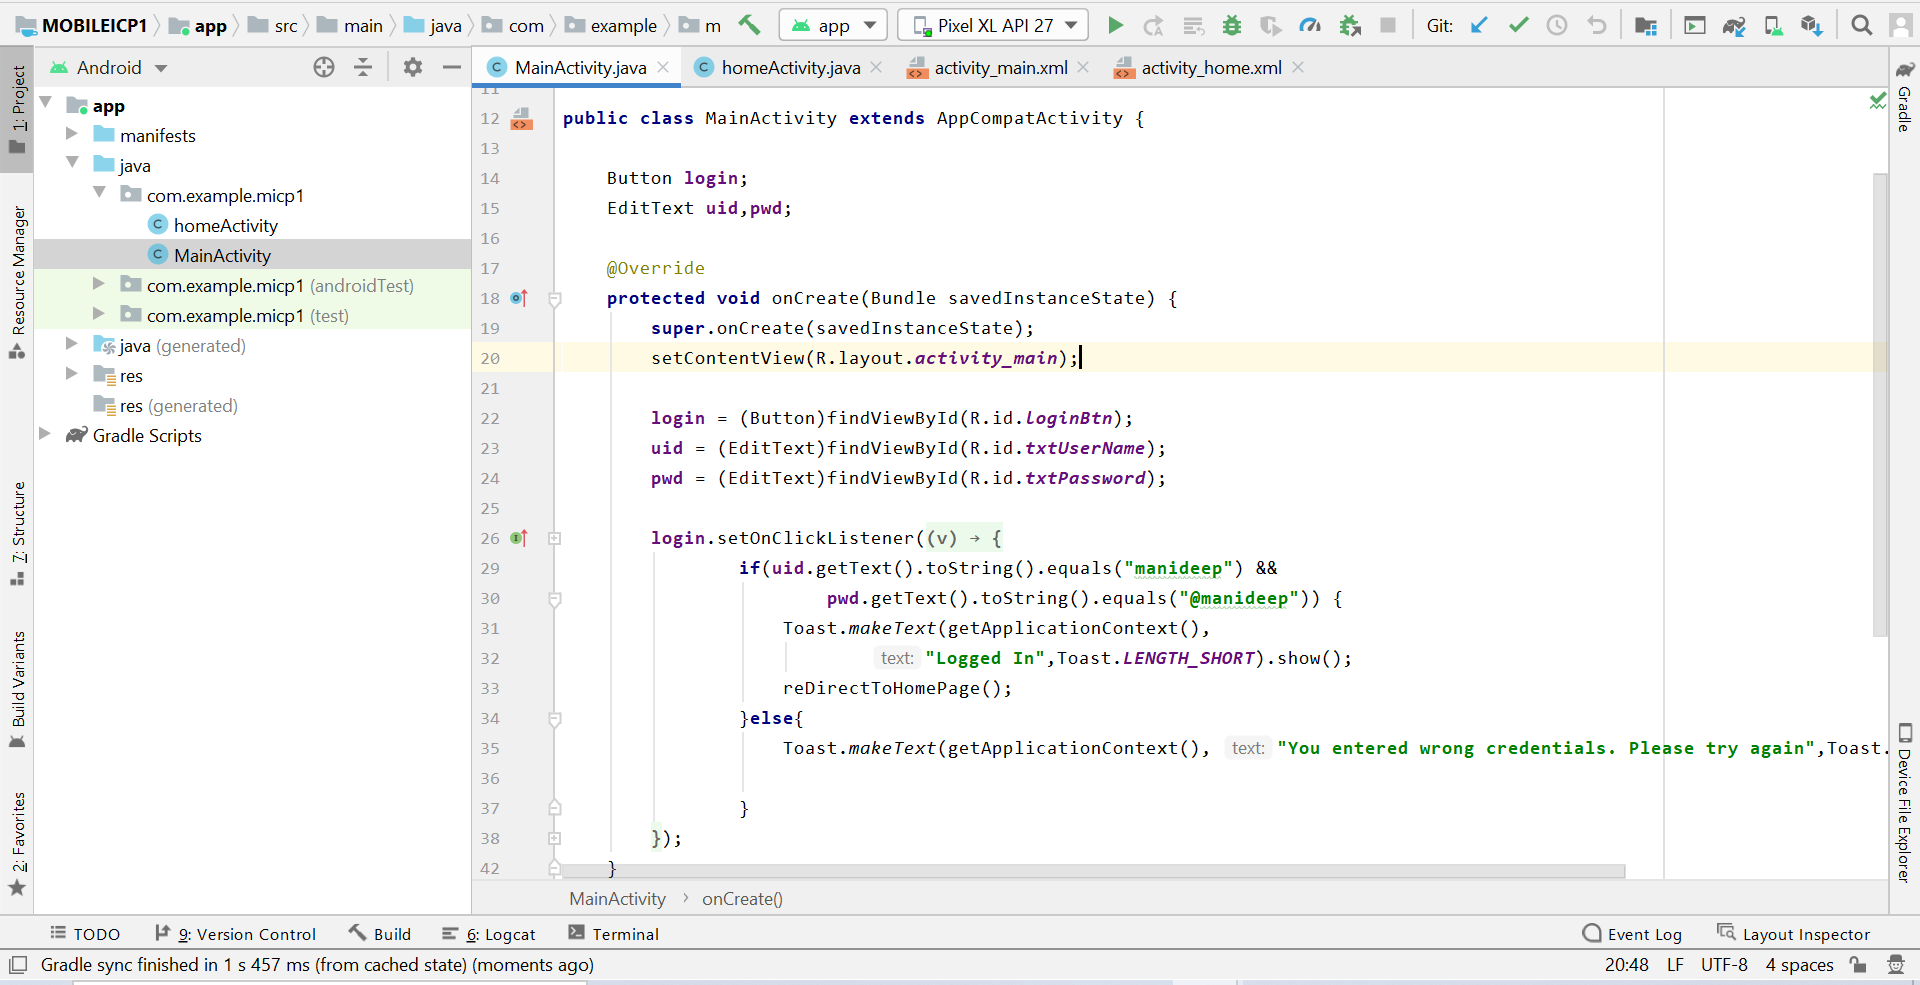 MOBILEICP1 app src main java com example m app Pixel XL API 27 Git:
Android
MainActivity.java homeActivity.java activity_main.xml activity_home.xml
1: Project
Resource Manager
7: Structure
Build Variants
2: Favorites
app
manifests
java
com.example.micp1
homeActivity
MainActivity
com.example.micp1 (androidTest)
com.example.micp1 (test)
java (generated)
res
res (generated)
Gradle Scripts
11
12 public class MainActivity extends AppCompatActivity {
13
14 Button login;
15 EditText uid,pwd;
16
17 @Override
18 protected void onCreate(Bundle savedInstanceState) {
19 super.onCreate(savedInstanceState);
20 setContentView(R.layout.activity_main);
21
22 login = (Button)findViewById(R.id.loginBtn);
23 uid = (EditText)findViewById(R.id.txtUserName);
24 pwd = (EditText)findViewById(R.id.txtPassword);
25
26 login.setOnClickListener((v) → {
29 if(uid.getText().toString().equals("manideep") &&
30 pwd.getText().toString().equals("@manideep")) {
31 Toast.makeText(getApplicationContext(),
32 text: "Logged In",Toast.LENGTH_SHORT).show();
33 reDirectToHomePage();
34 }else{
35 Toast.makeText(getApplicationContext(), text: "You entered wrong credentials. Please try again",Toast.
36
37 }
38 });
42 }
MainActivity › onCreate()
Gradle
Device File Explorer
TODO 9: Version Control Build 6: Logcat Terminal Event Log Layout Inspector
Gradle sync finished in 1 s 457 ms (from cached state) (moments ago) 20:48 LF UTF-8 4 spaces